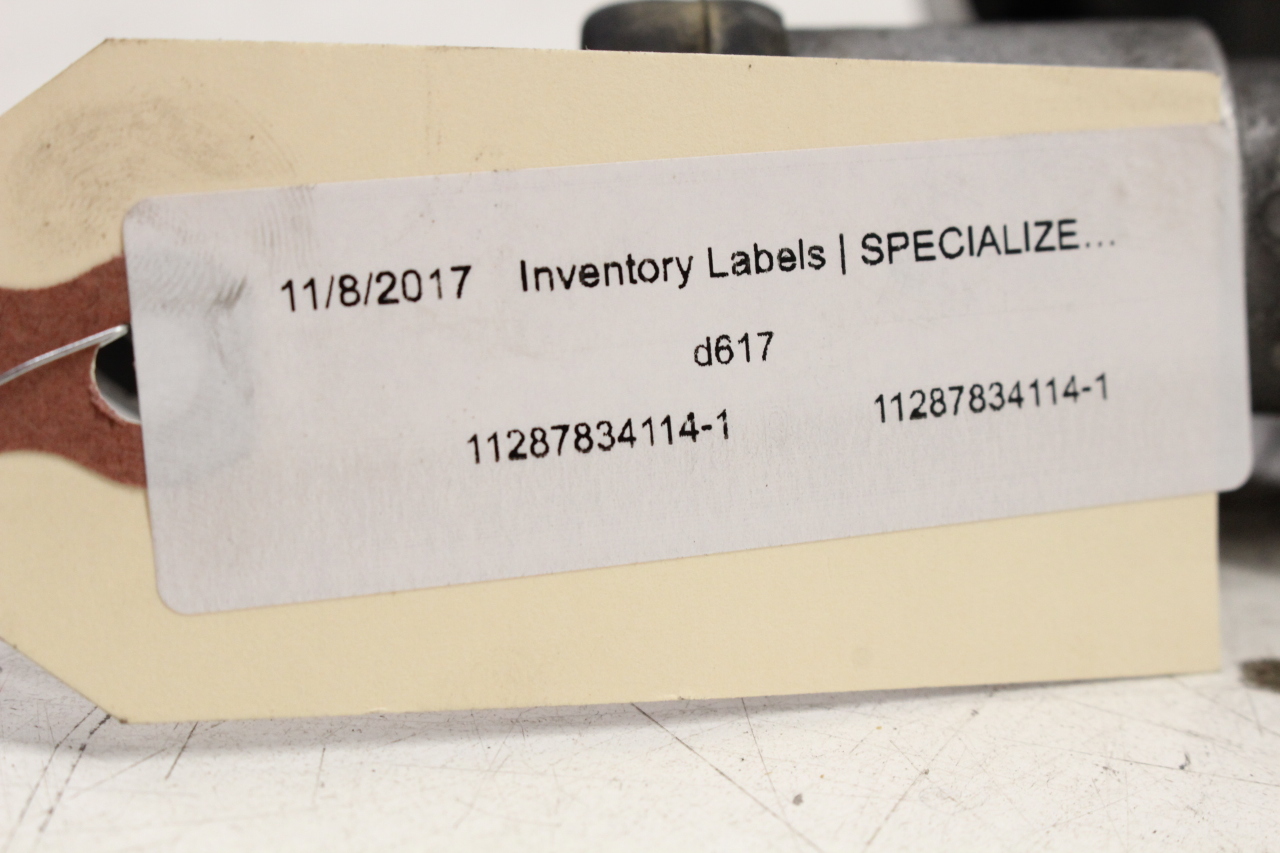 11/8/2017 Inventory Labels | SPECIALIZE...
d617
11287834114-1 11287834114-1